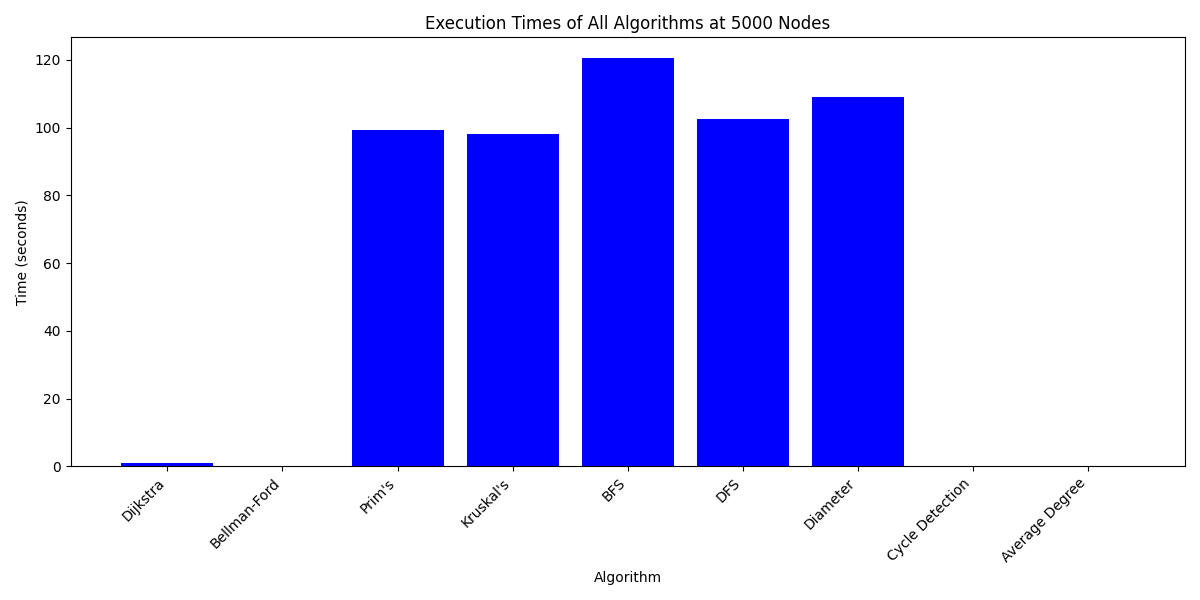 Execution Times of All Algorithms at 5000 Nodes
Time (seconds)
120
100
80
60
40
20
0
Dijkstra
Bellman-Ford
Prim's
Kruskal's
BFS
DFS
Diameter
Cycle Detection
Average Degree
Algorithm